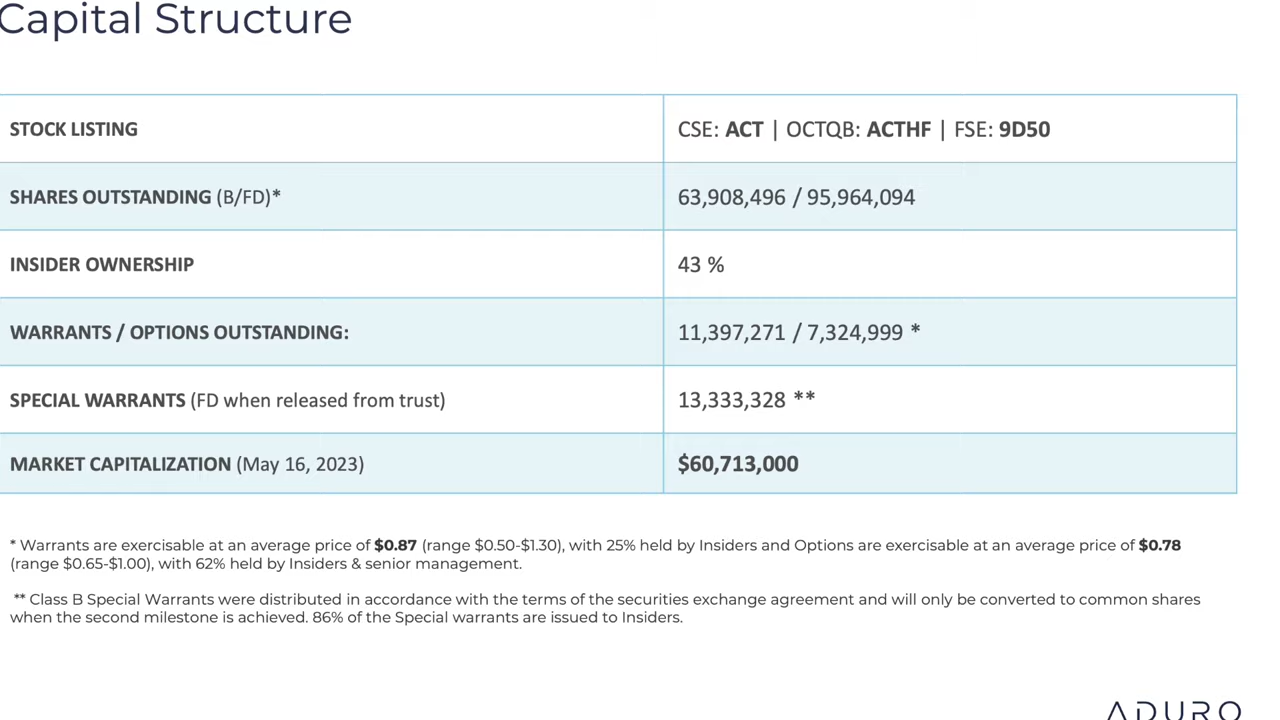 Capital Structure
STOCK LISTING
CSE: ACT | OCTQB: ACTHF | FSE: 9D50
SHARES OUTSTANDING (B/FD)*
63,908,496 / 95,964,094
INSIDER OWNERSHIP
43 %
WARRANTS / OPTIONS OUTSTANDING:
11,397,271 / 7,324,999 *
SPECIAL WARRANTS (FD when released from trust)
13,333,328 **
MARKET CAPITALIZATION (May 16, 2023)
$60,713,000
* Warrants are exercisable at an average price of $0.87 (range $0.50-$1.30), with 25% held by Insiders and Options are exercisable at an average price of $0.78
(range $0.65-$1.00), with 62% held by Insiders & senior management.
** Class B Special Warrants were distributed in accordance with the terms of the securities exchange agreement and will only be converted to common shares
when the second milestone is achieved. 86% of the Special warrants are issued to Insiders.
ADURO